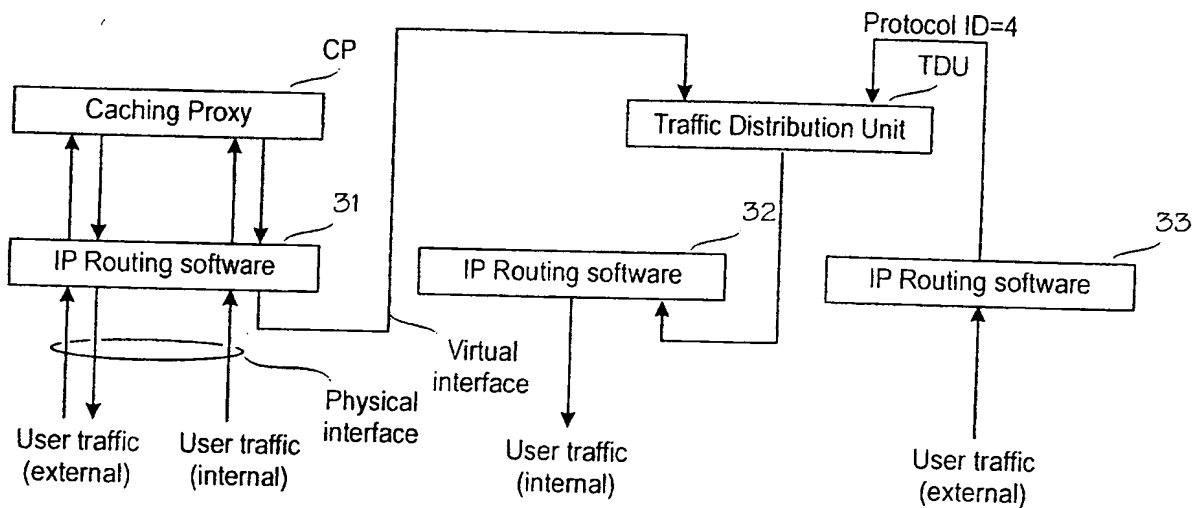 Protocol ID=4
CP
TDU
Caching Proxy
Traffic Distribution Unit
31
32
33
IP Routing software
IP Routing software
IP Routing software
Virtual
interface
Physical
interface
User traffic
(external)
User traffic
(internal)
User traffic
(internal)
User traffic
(external)